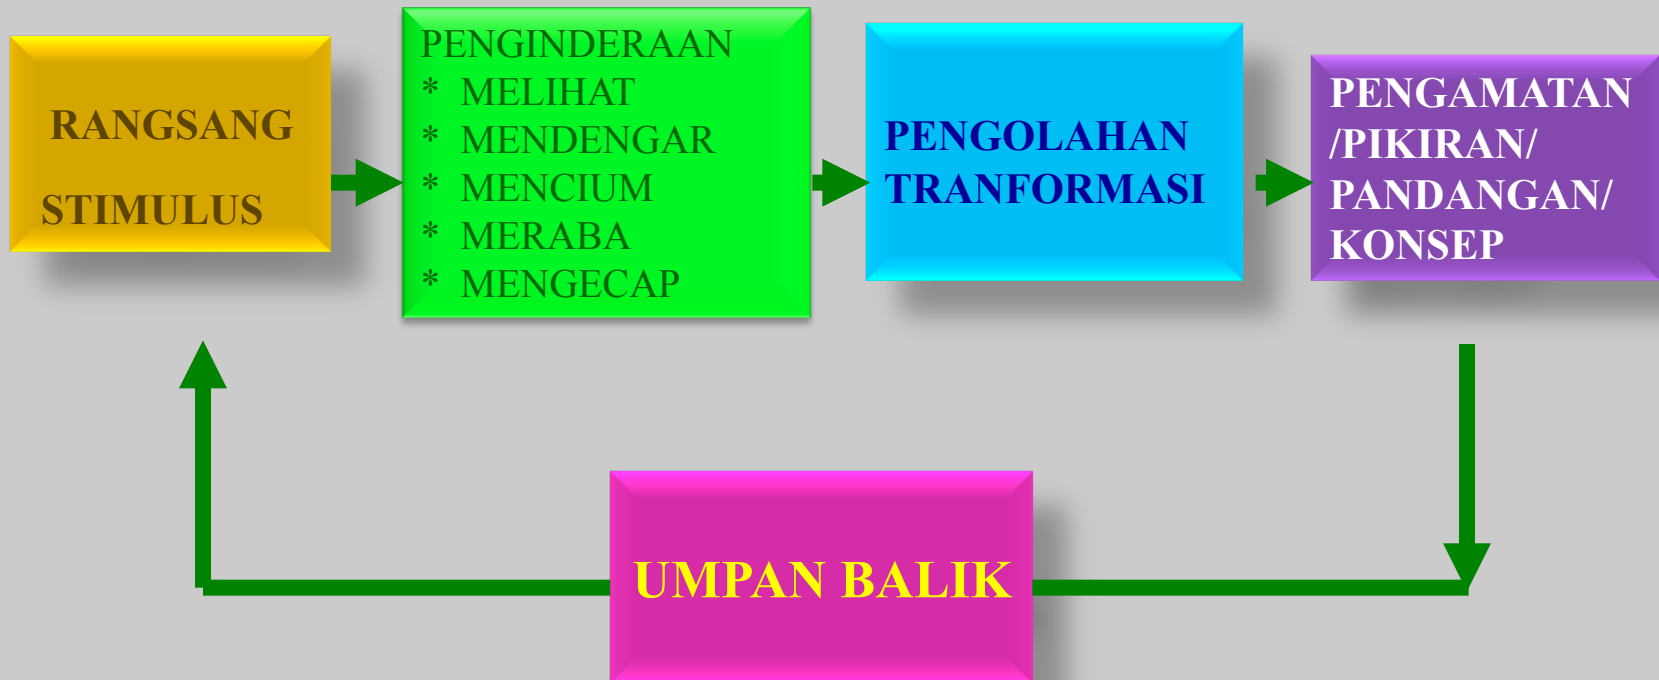 RANGSANG
STIMULUS
PENGINDERAAN
* MELIHAT
* MENDENGAR
* MENCIUM
* MERABA
* MENGECAP
PENGOLAHAN
TRANFORMASI
PENGAMATAN
/PIKIRAN/
PANDANGAN/
KONSEP
UMPAN BALIK